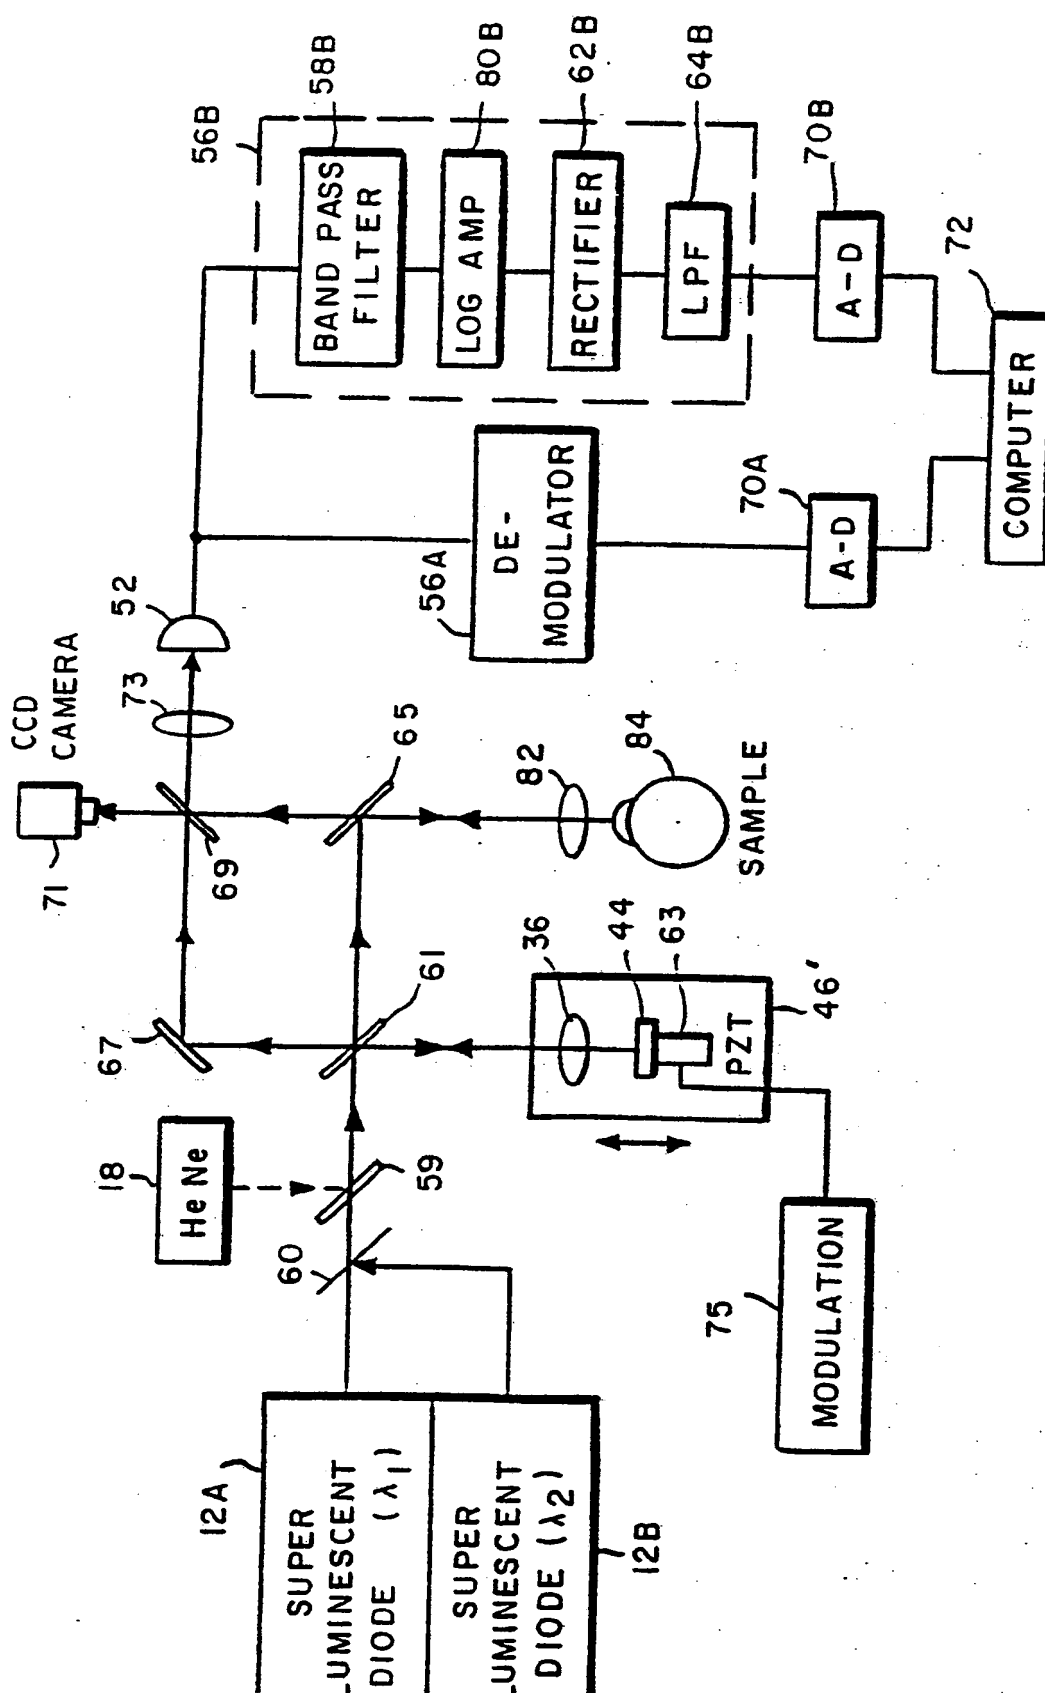 12A
SUPER
LUMINESCENT
DIODE (λ1)
SUPER
LUMINESCENT
DIODE (λ2)
12B
18
HeNe
60
59
67
61
65
69
71
CCD
CAMERA
73
52
36
44
63
PZT
46'
75
MODULATION
82
84
SAMPLE
56A
DE-
MODULATOR
70A
A-D
56B
58B
BAND PASS
FILTER
80B
LOG AMP
62B
RECTIFIER
64B
LPF
70B
A-D
72
COMPUTER